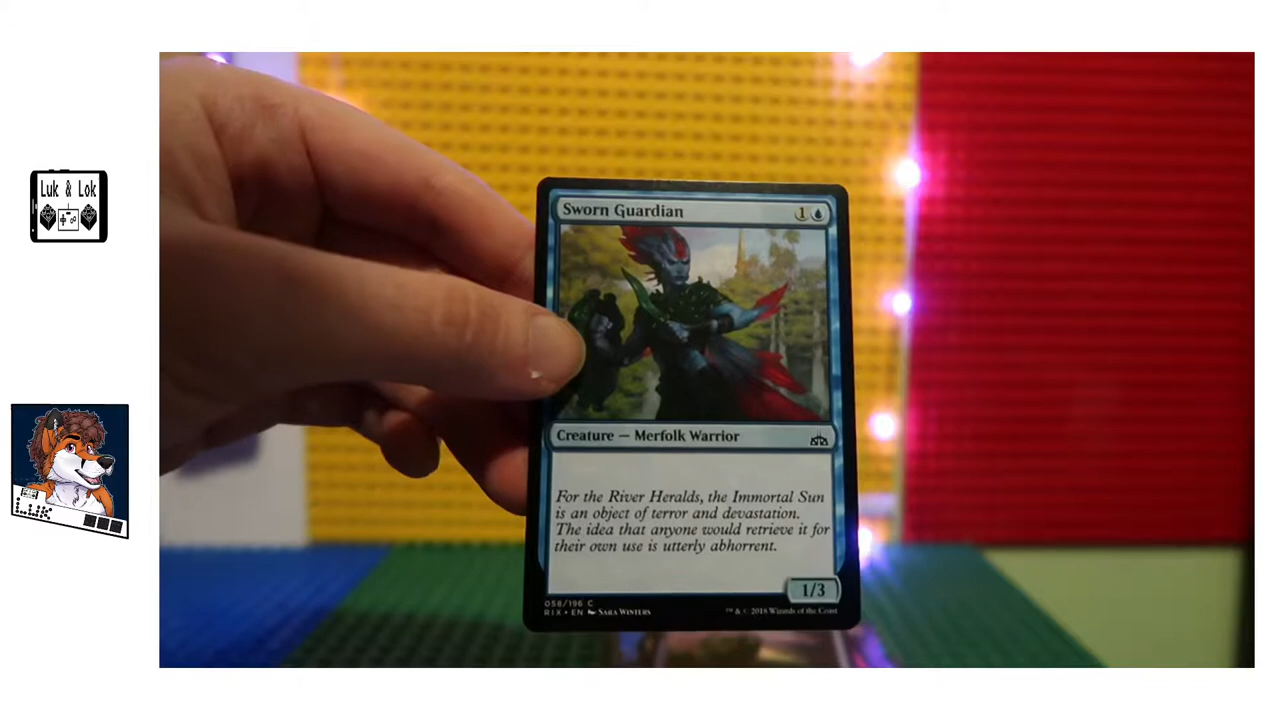 Luk & Lok
Luk
Sworn Guardian 1
Creature — Merfolk Warrior
For the River Heralds, the Immortal Sun
is an object of terror and devastation.
The idea that anyone would retrieve it for
their own use is utterly abhorrent.
1/3
058/196 C
RIX • EN Sara Winters
™ & © 2018 Wizards of the Coast